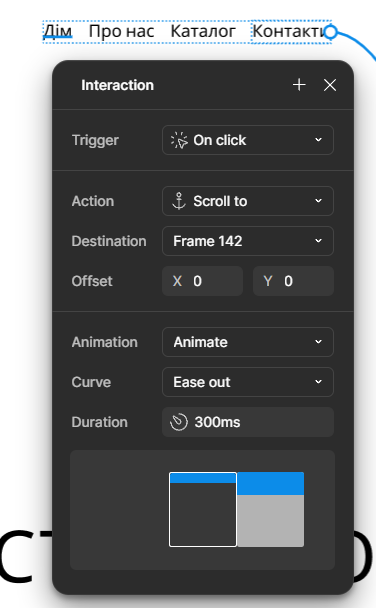 Дім Про нас Каталог Контакти
Interaction
Trigger On click
Action Scroll to
Destination Frame 142
Offset X 0 Y 0
Animation Animate
Curve Ease out
Duration 300ms